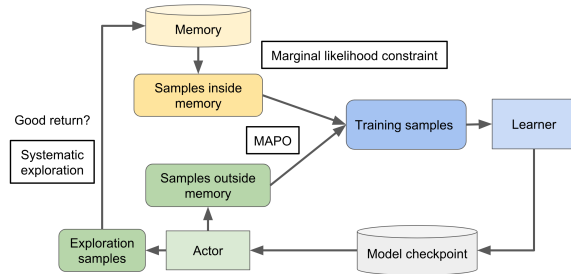 Memory
Marginal likelihood constraint
Samples inside
memory
Good return?
Systematic
exploration
MAPO
Training samples
Learner
Samples outside
memory
Exploration
samples
Actor
Model checkpoint